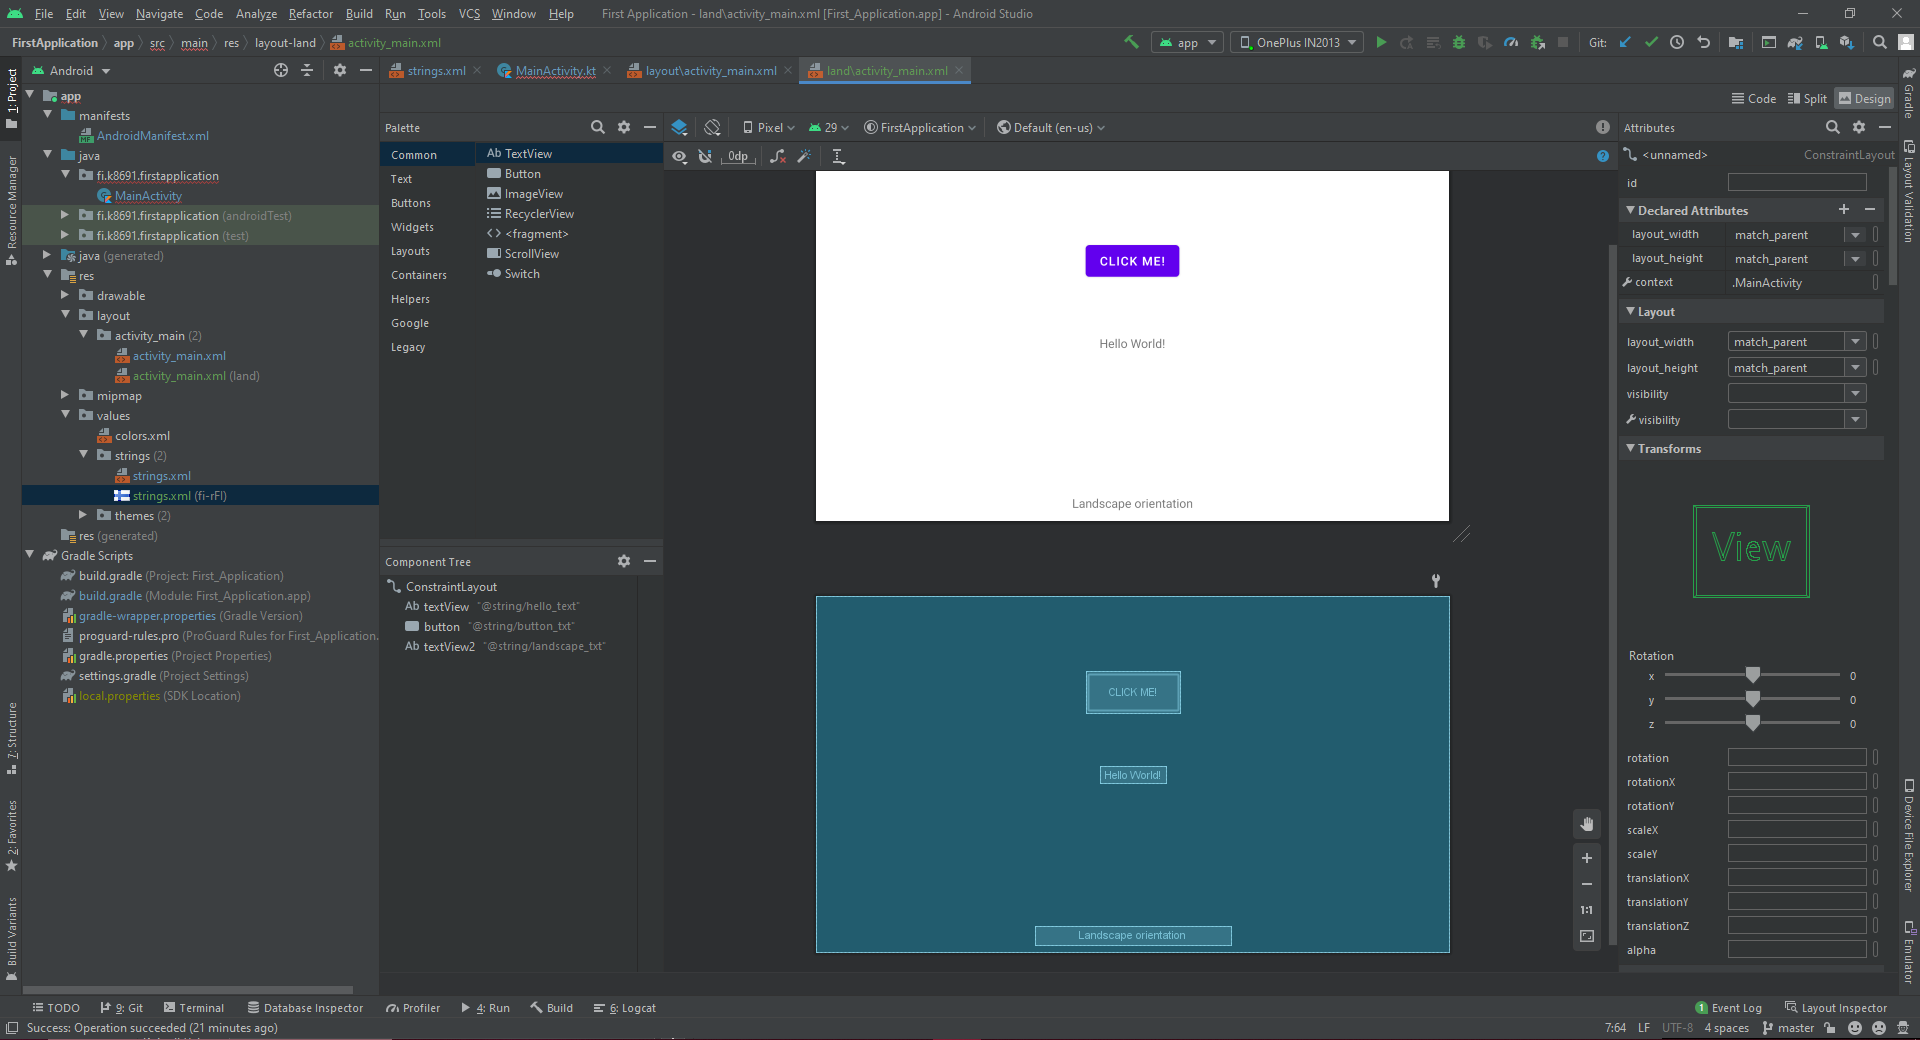 File Edit View Navigate Code Analyze Refactor Build Run Tools VCS Window Help First Application - land\activity_main.xml [First_Application.app] - Android Studio
FirstApplication app src main res layout-land activity_main.xml
app OnePlus IN2013 Git:
Android
strings.xml MainActivity.kt layout\activity_main.xml land\activity_main.xml
Code Split Design
1: Project
Resource Manager
7: Structure
2: Favorites
Build Variants
app
manifests
AndroidManifest.xml
java
fi.k8691.firstapplication
MainActivity
fi.k8691.firstapplication (androidTest)
fi.k8691.firstapplication (test)
java (generated)
res
drawable
layout
activity_main (2)
activity_main.xml
activity_main.xml (land)
mipmap
values
colors.xml
strings (2)
strings.xml
strings.xml (fi-rFI)
themes (2)
res (generated)
Gradle Scripts
build.gradle (Project: First_Application)
build.gradle (Module: First_Application.app)
gradle-wrapper.properties (Gradle Version)
proguard-rules.pro (ProGuard Rules for First_Application.
gradle.properties (Project Properties)
settings.gradle (Project Settings)
local.properties (SDK Location)
Palette
Common
Text
Buttons
Widgets
Layouts
Containers
Helpers
Google
Legacy
Ab TextView
Button
ImageView
RecyclerView
<fragment>
ScrollView
Switch
Component Tree
ConstraintLayout
Ab textView "@string/hello_text"
button "@string/button_txt"
Ab textView2 "@string/landscape_txt"
Pixel 29 FirstApplication Default (en-us)
0dp
CLICK ME!
Hello World!
Landscape orientation
CLICK ME!
Hello World!
Landscape orientation
1:1
Attributes
<unnamed> ConstraintLayout
id
Declared Attributes
layout_width match_parent
layout_height match_parent
context .MainActivity
Layout
layout_width match_parent
layout_height match_parent
visibility
visibility
Transforms
View
Rotation
x 0
y 0
z 0
rotation
rotationX
rotationY
scaleX
scaleY
translationX
translationY
translationZ
alpha
Gradle
Layout Validation
Device File Explorer
Emulator
TODO 9: Git Terminal Database Inspector Profiler 4: Run Build 6: Logcat 1 Event Log Layout Inspector
Success: Operation succeeded (21 minutes ago) 7:64 LF UTF-8 4 spaces master